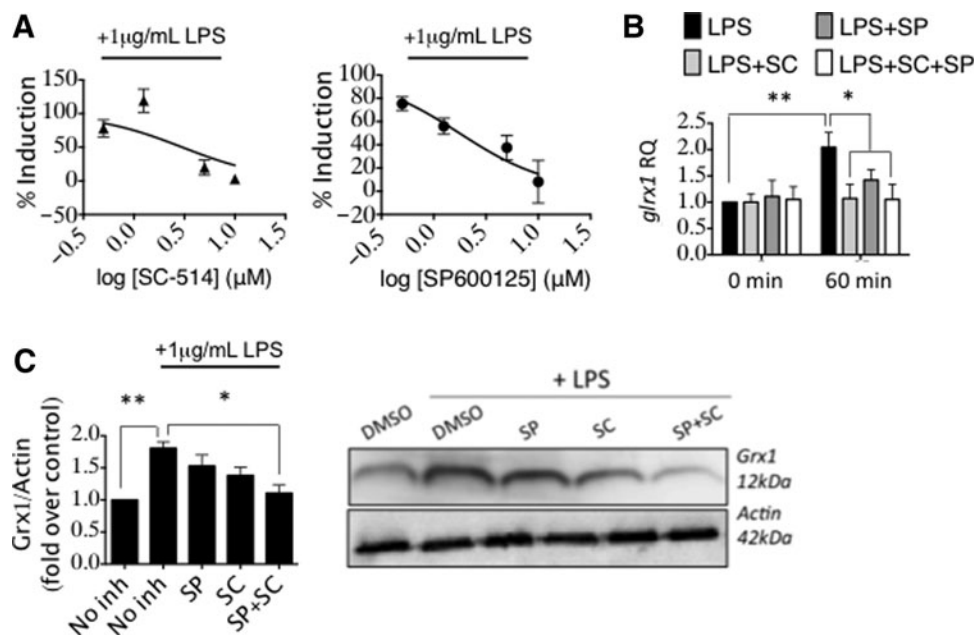 A
+1µg/mL LPS
% Induction
150
100
50
0
−50
−0.5
0.0
0.5
1.0
1.5
log [SC-514] (µM)
+1µg/mL LPS
% Induction
100
80
60
40
20
0
−20
−0.5
0.0
0.5
1.0
1.5
log [SP600125] (µM)
B
LPS
LPS+SP
LPS+SC
LPS+SC+SP
** *
glrx1 RQ
2.5
2.0
1.5
1.0
0.5
0.0
0 min
60 min
C
+1µg/mL LPS
** *
Grx1/Actin
(fold over control)
2.0
1.5
1.0
0.5
0.0
No inh
No inh
SP
SC
SP+SC
+ LPS
DMSO
DMSO
SP
SC
SP+SC
Grx1
12kDa
Actin
42kDa